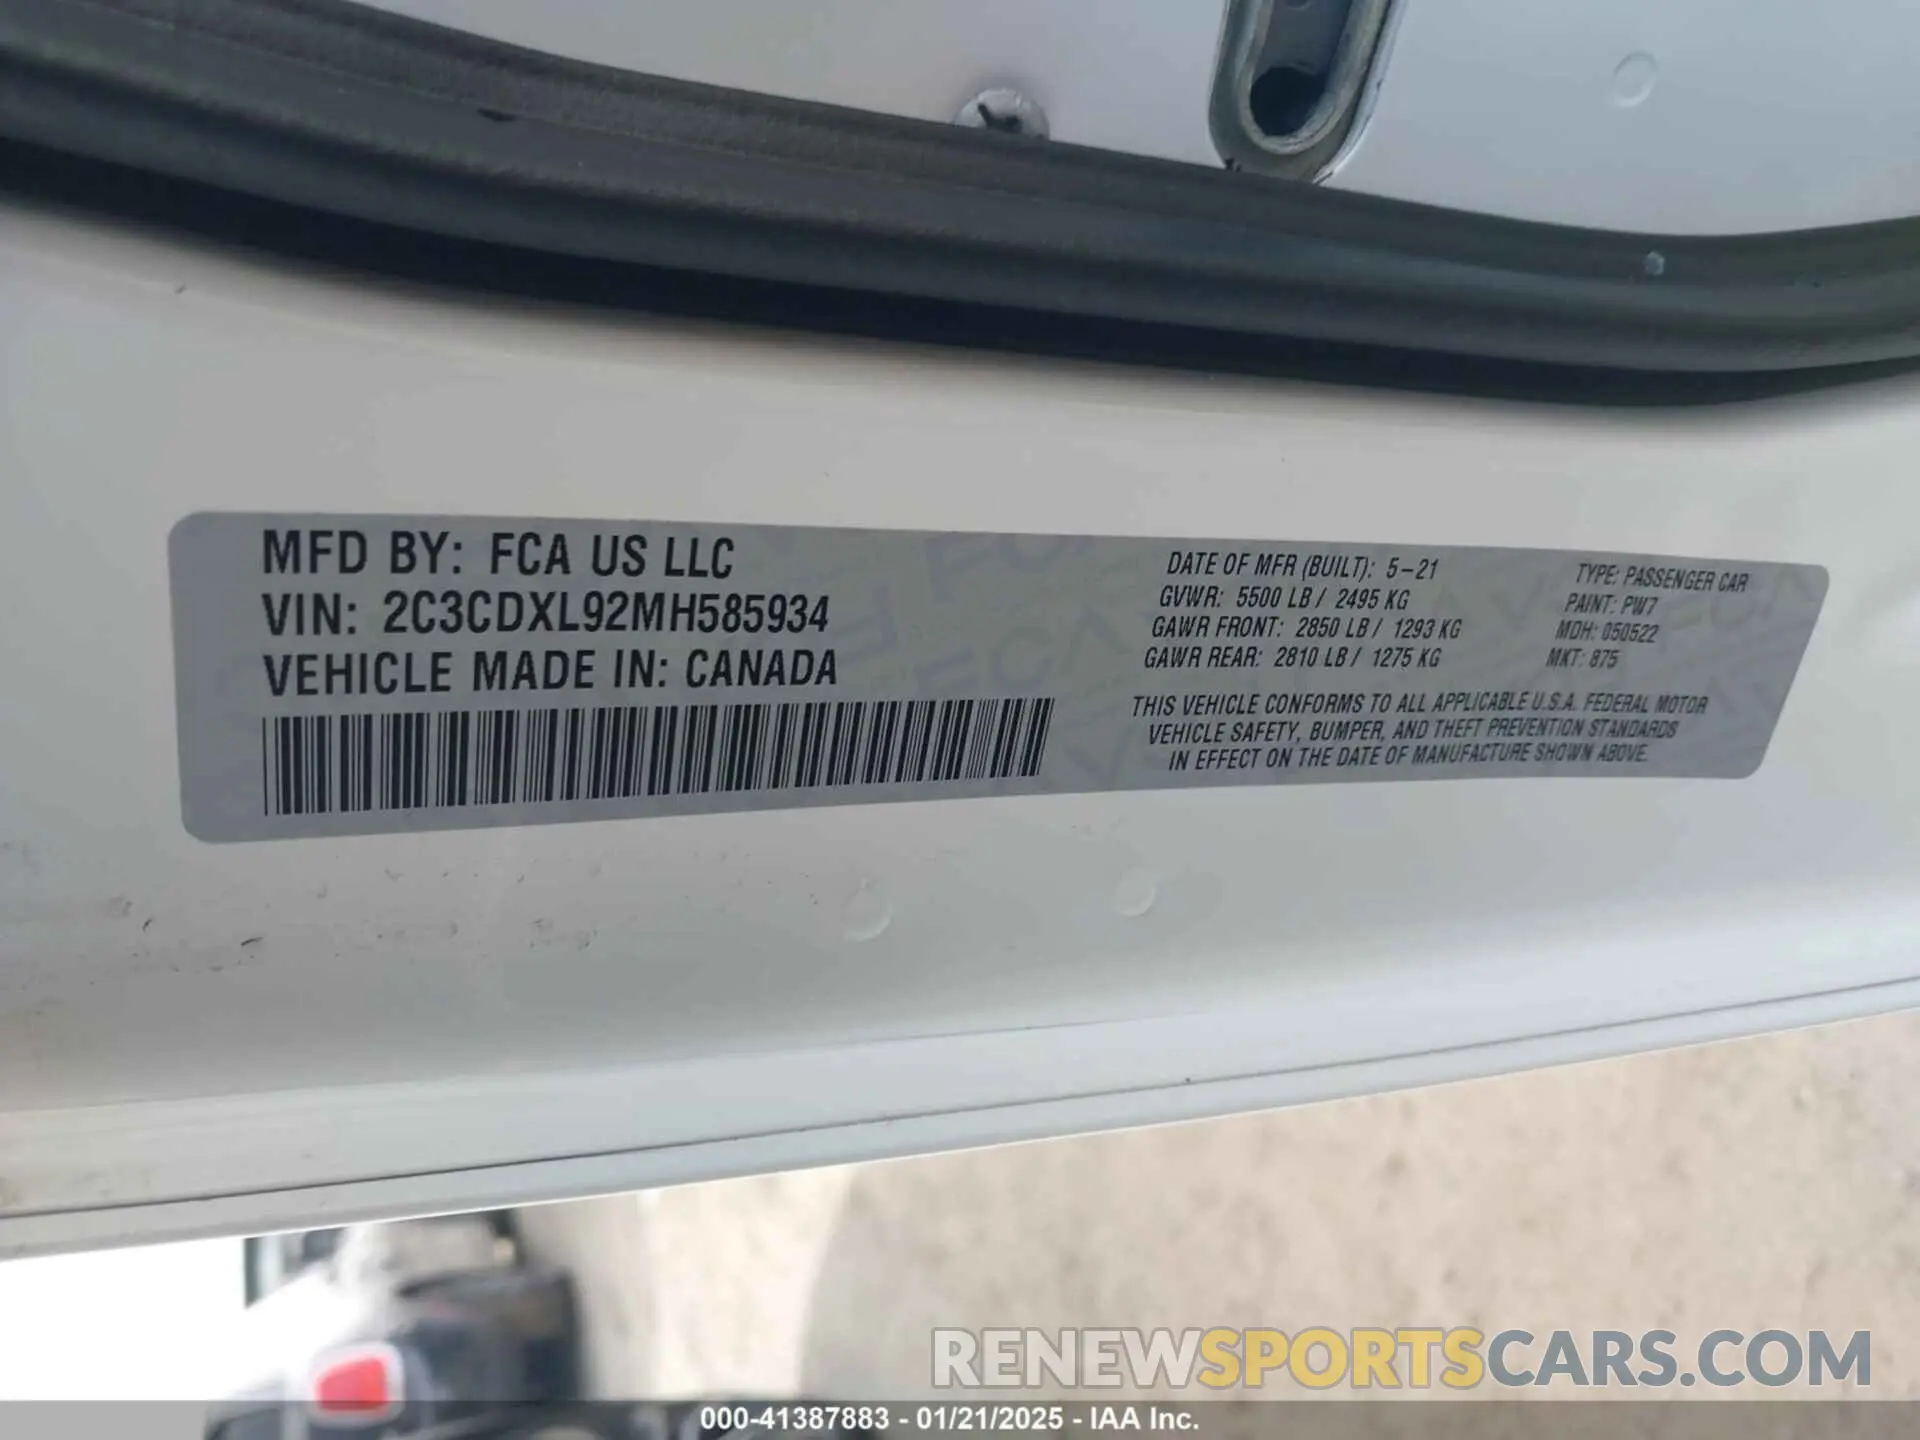 MFD BY: FCA US LLC
VIN: 2C3CDXL92MH585934
VEHICLE MADE IN: CANADA
DATE OF MFR (BUILT): 5-21
GVWR: 5500 LB / 2495 KG
GAWR FRONT: 2850 LB / 1293 KG
GAWR REAR: 2810 LB / 1275 KG
TYPE: PASSENGER CAR
PAINT: PW7
MDH: 050522
MKT: 875
THIS VEHICLE CONFORMS TO ALL APPLICABLE U.S.A. FEDERAL MOTOR
VEHICLE SAFETY, BUMPER, AND THEFT PREVENTION STANDARDS
IN EFFECT ON THE DATE OF MANUFACTURE SHOWN ABOVE.
RENEWSPORTSCARS.COM
000-41387883 - 01/21/2025 - IAA Inc.